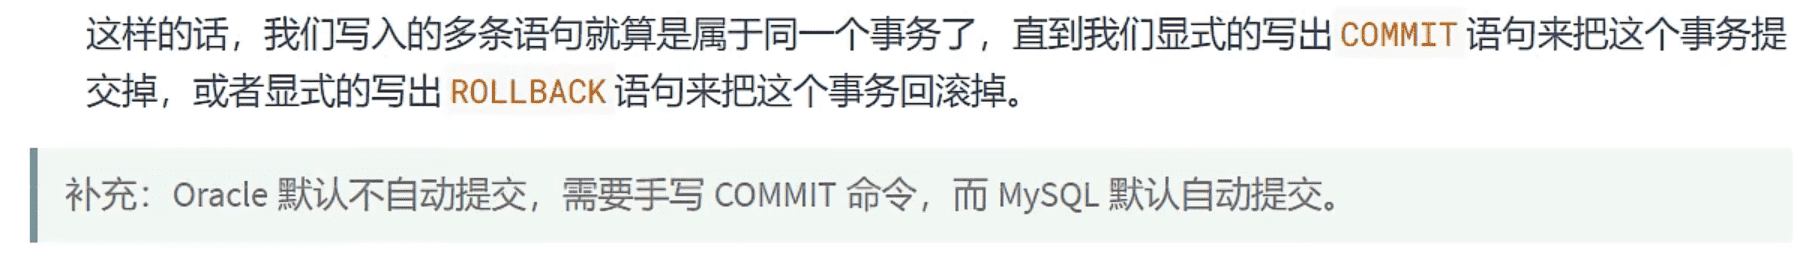 这样的话，我们写入的多条语句就算是属于同一个事务了，直到我们显式的写出 COMMIT 语句来把这个事务提
交掉，或者显式的写出 ROLLBACK 语句来把这个事务回滚掉。
补充：Oracle 默认不自动提交，需要手写 COMMIT 命令，而 MySQL 默认自动提交。